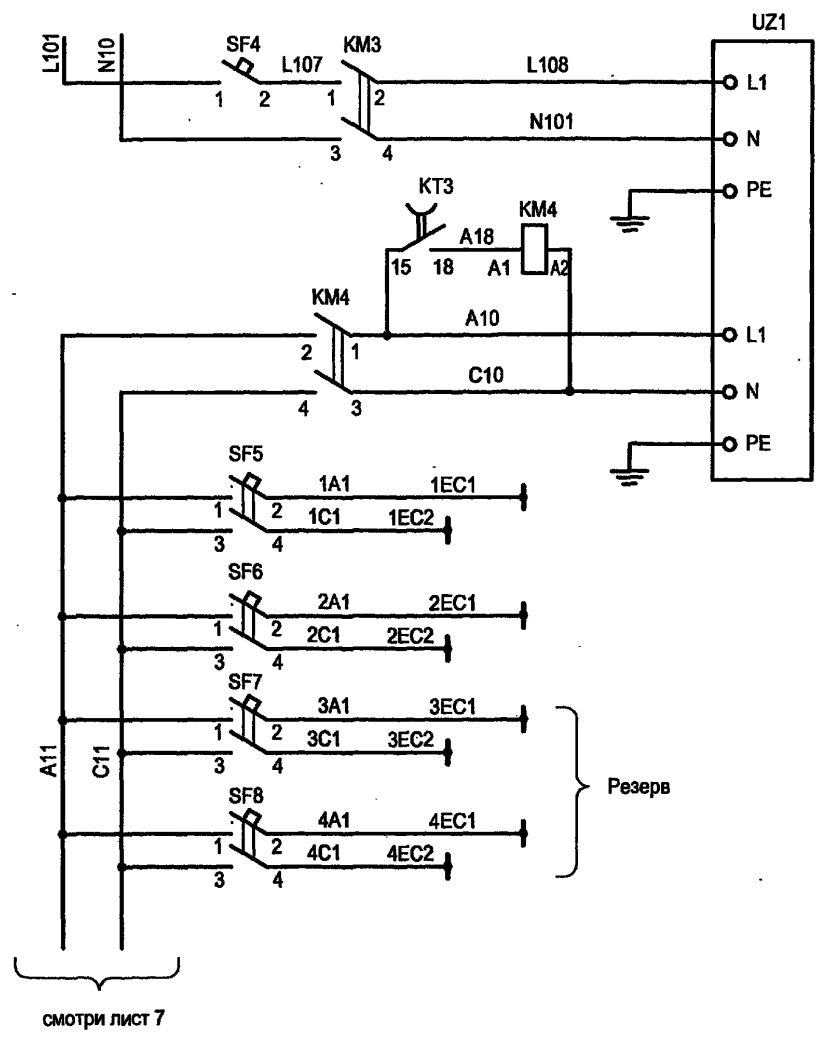 UZ1
L101
N10
SF4
L107
KM3
L108
L1
1
2
1
2
N101
N
3
4
PE
KT3
KM4
A18
15
18
A1
A2
KM4
A10
L1
2
1
C10
N
4
3
PE
SF5
1A1
1EC1
1
2
1C1
1EC2
3
4
SF6
2A1
2EC1
1
2
2C1
2EC2
3
4
SF7
3A1
3EC1
1
2
3C1
3EC2
3
4
A11
C11
Резерв
SF8
4A1
4EC1
1
2
4C1
4EC2
3
4
смотри лист 7